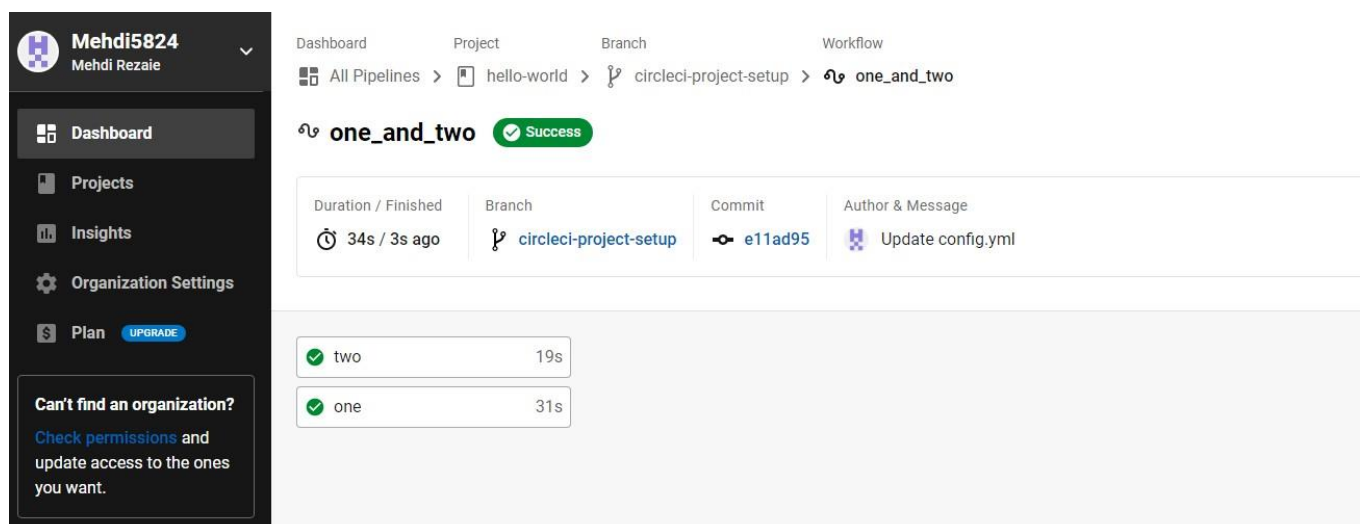 Mehdi5824
Mehdi Rezaie
Dashboard
Projects
Insights
Organization Settings
Plan UPGRADE
Can't find an organization?
Check permissions and
update access to the ones
you want.
Dashboard Project Branch Workflow
All Pipelines > hello-world > circleci-project-setup > one_and_two
one_and_two Success
Duration / Finished Branch Commit Author & Message
34s / 3s ago circleci-project-setup e11ad95 Update config.yml
two 19s
one 31s